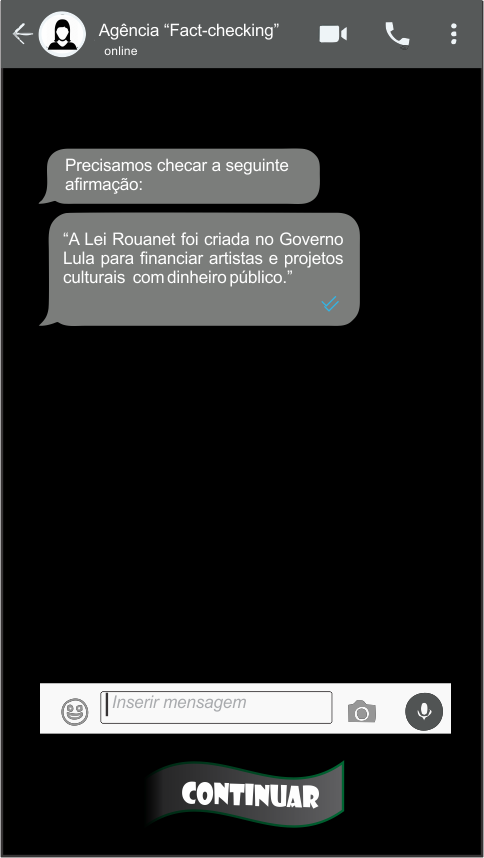 Agência “Fact-checking”
online
Precisamos checar a seguinte
afirmação:
“A Lei Rouanet foi criada no Governo
Lula para financiar artistas e projetos
culturais com dinheiro público.”
Inserir mensagem
CONTINUAR